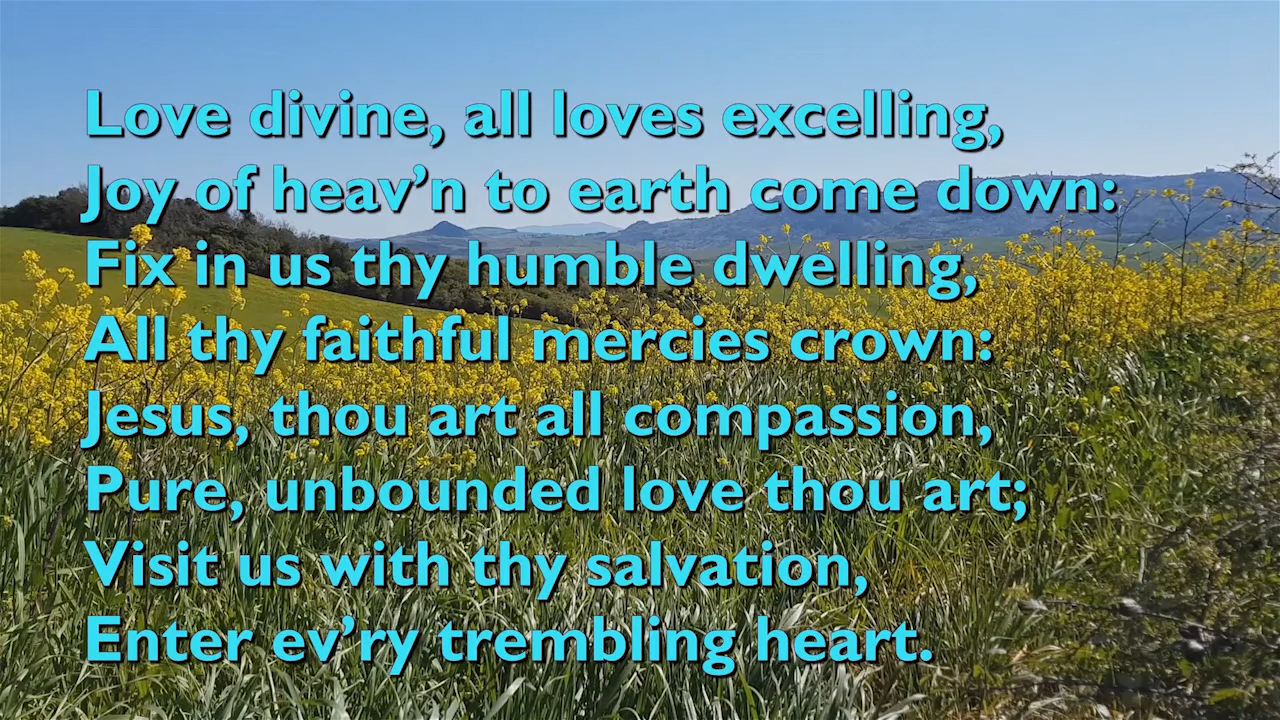 Love divine, all loves excelling,
Joy of heav’n to earth come down:
Fix in us thy humble dwelling,
All thy faithful mercies crown:
Jesus, thou art all compassion,
Pure, unbounded love thou art;
Visit us with thy salvation,
Enter ev’ry trembling heart.